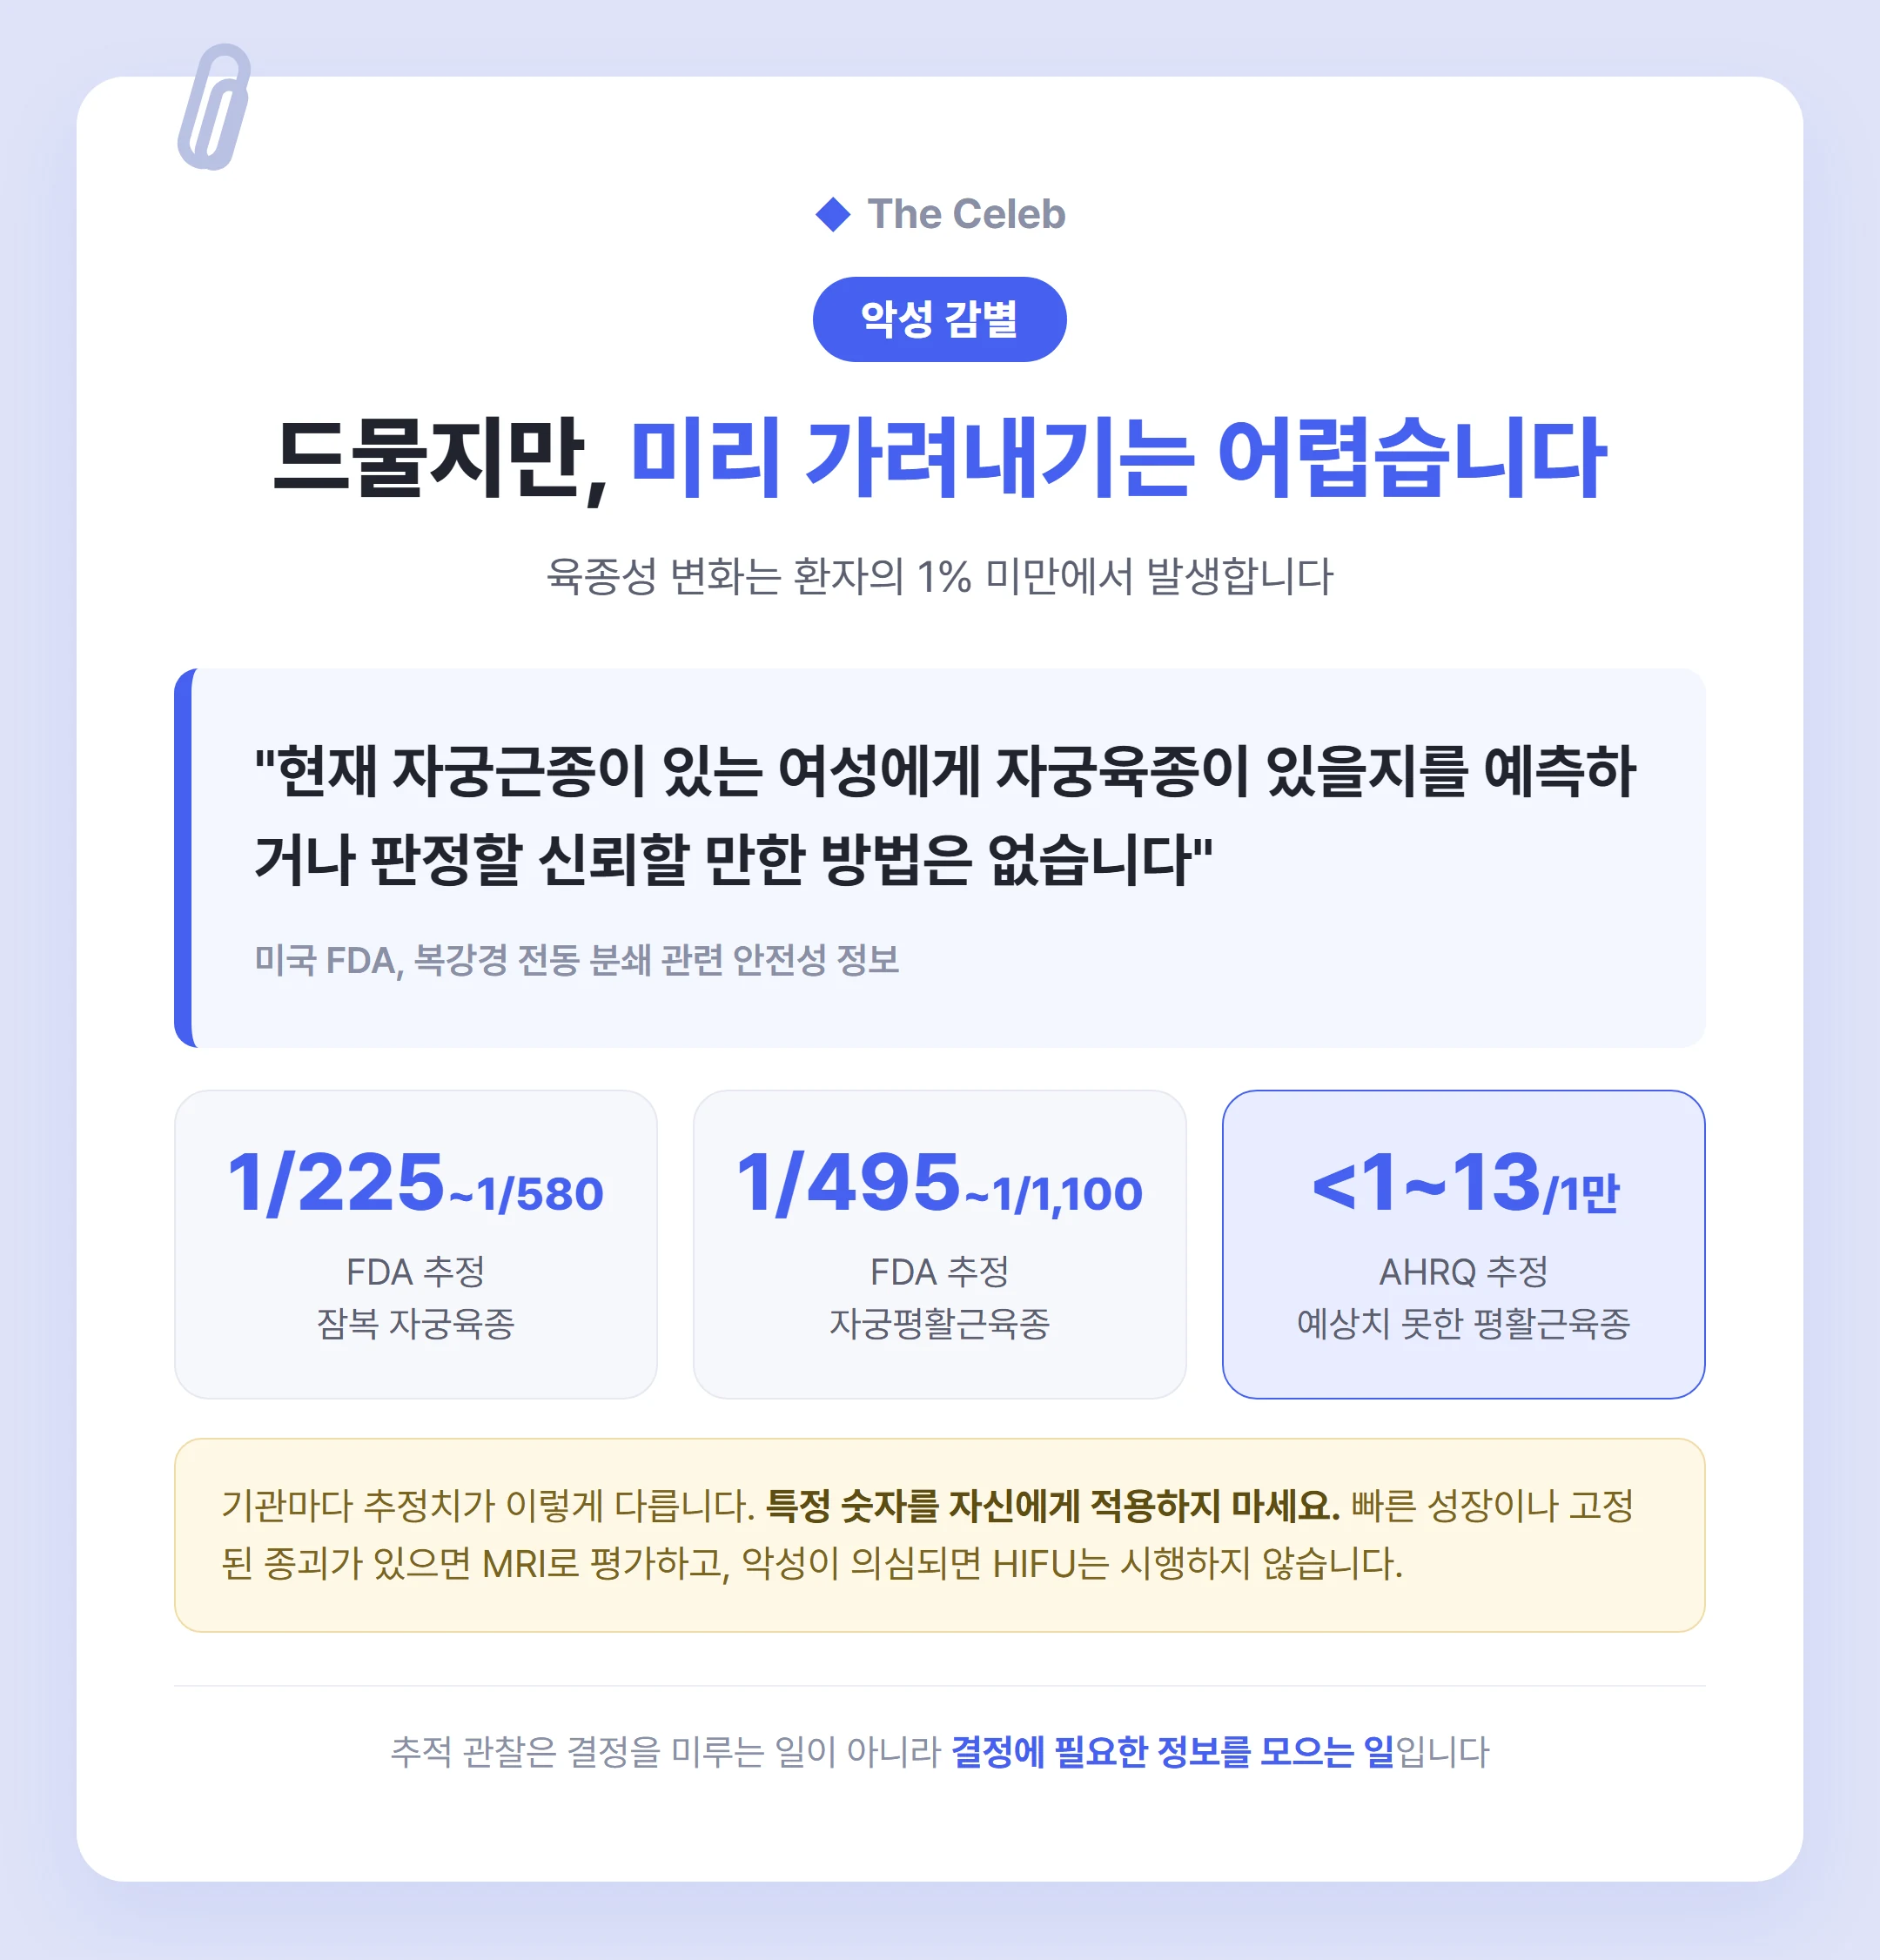 The Celeb
악성 감별
드물지만, 미리 가려내기는 어렵습니다
육종성 변화는 환자의 1% 미만에서 발생합니다
"현재 자궁근종이 있는 여성에게 자궁육종이 있을지를 예측하
거나 판정할 신뢰할 만한 방법은 없습니다"
미국 FDA, 복강경 전동 분쇄 관련 안전성 정보
1/225~1/580
FDA 추정
잠복 자궁육종
1/495~1/1,100
FDA 추정
자궁평활근육종
<1~13/1만
AHRQ 추정
예상치 못한 평활근육종
기관마다 추정치가 이렇게 다릅니다. 특정 숫자를 자신에게 적용하지 마세요. 빠른 성장이나 고정
된 종괴가 있으면 MRI로 평가하고, 악성이 의심되면 HIFU는 시행하지 않습니다.
추적 관찰은 결정을 미루는 일이 아니라 결정에 필요한 정보를 모으는 일입니다